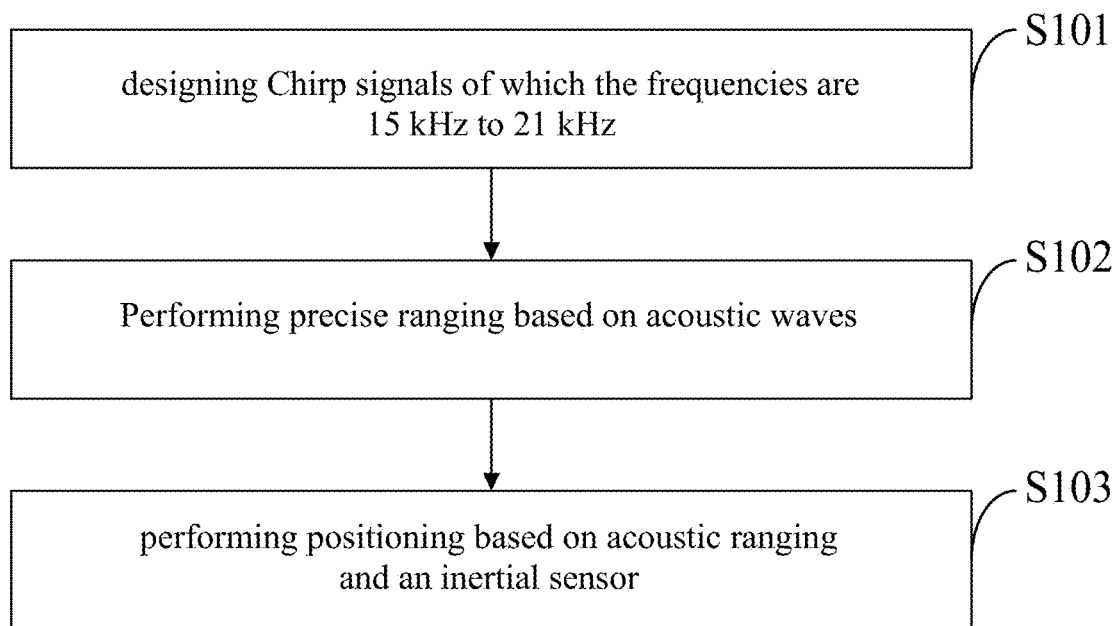 S101
designing Chirp signals of which the frequencies are
15 kHz to 21 kHz
S102
Performing precise ranging based on acoustic waves
S103
performing positioning based on acoustic ranging
and an inertial sensor